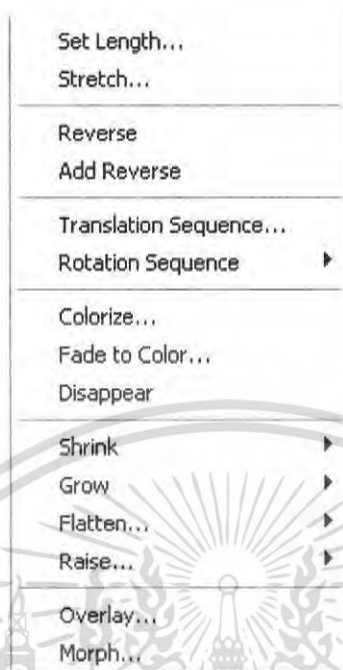 Set Length...
Stretch...
Reverse
Add Reverse
Translation Sequence...
Rotation Sequence
Colorize...
Fade to Color...
Disappear
Shrink
Grow
Flatten...
Raise...
Overlay...
Morph...